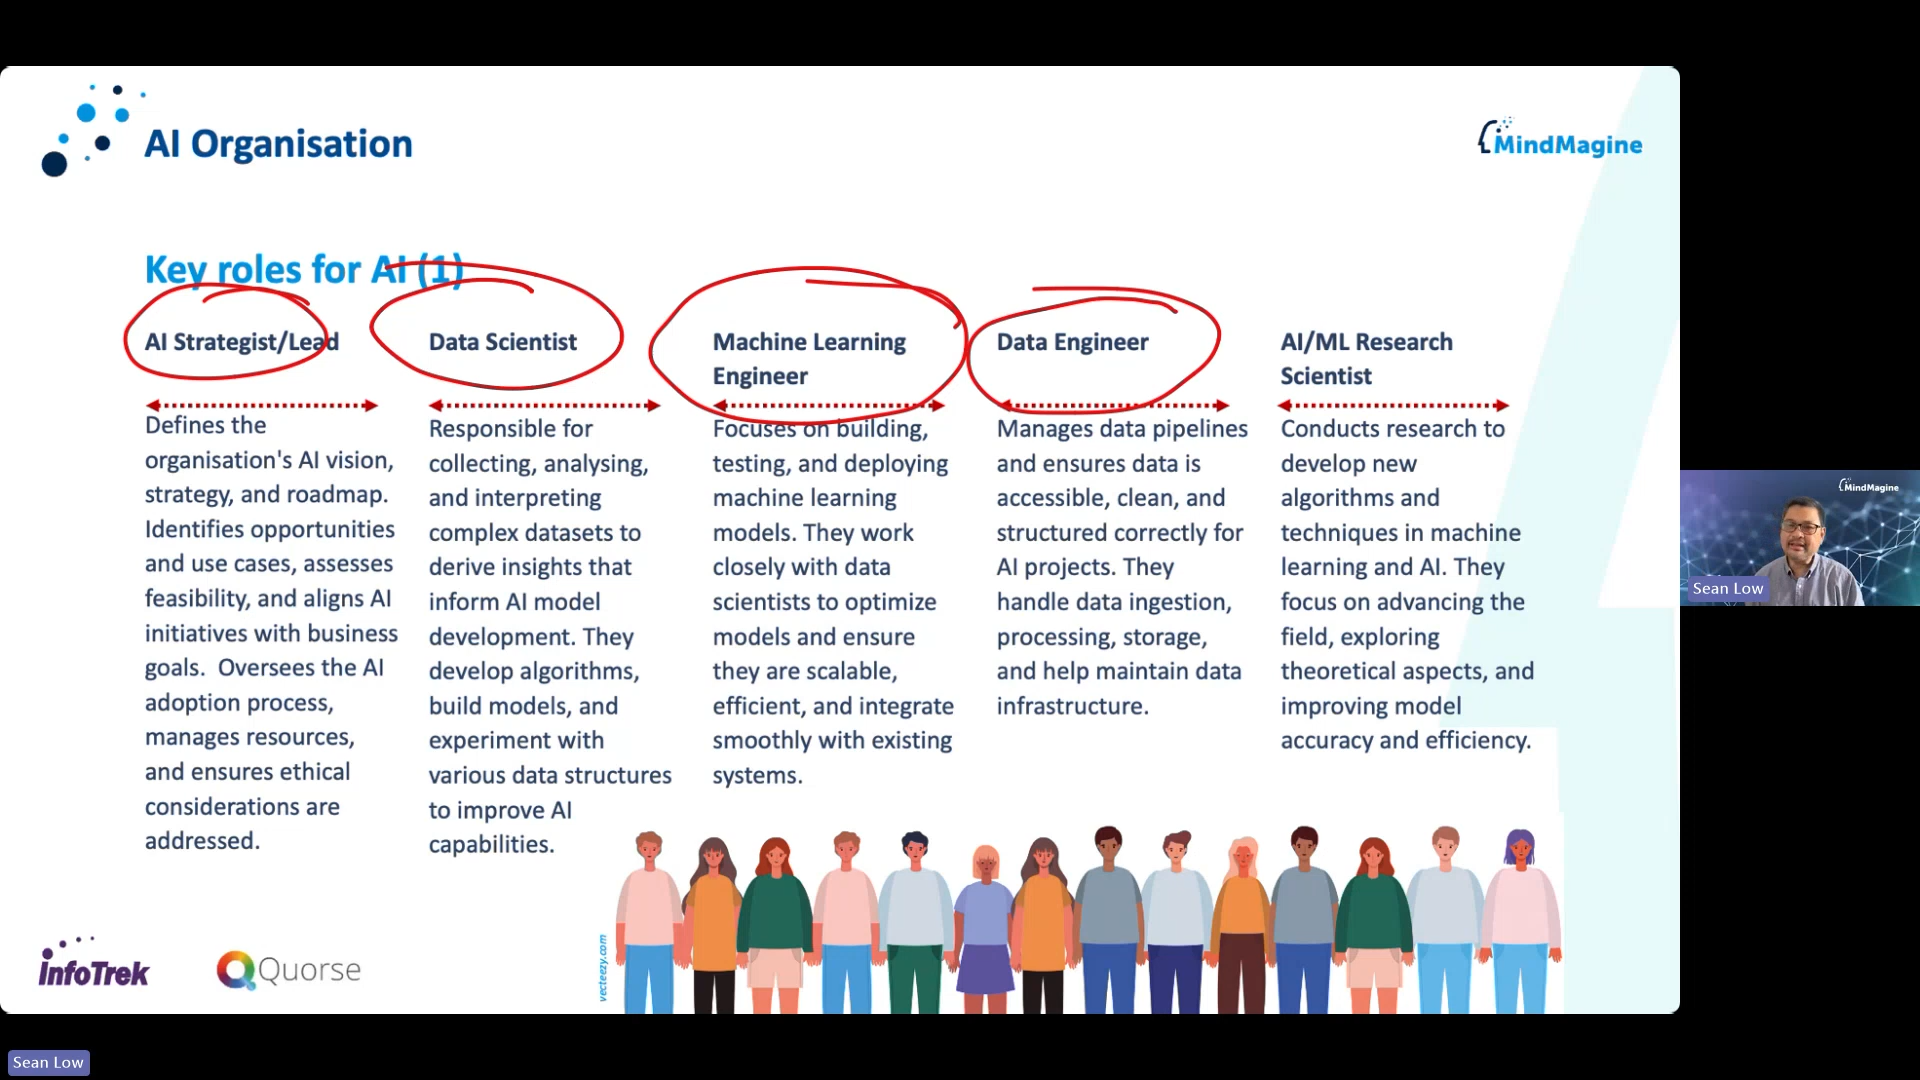 AI Organisation
MindMagine
Key roles for AI (1)
AI Strategist/Lead
Defines the
organisation's AI vision,
strategy, and roadmap.
Identifies opportunities
and use cases, assesses
feasibility, and aligns AI
initiatives with business
goals.  Oversees the AI
adoption process,
manages resources,
and ensures ethical
considerations are
addressed.
Data Scientist
Responsible for
collecting, analysing,
and interpreting
complex datasets to
derive insights that
inform AI model
development. They
develop algorithms,
build models, and
experiment with
various data structures
to improve AI
capabilities.
Machine Learning
Engineer
Focuses on building,
testing, and deploying
machine learning
models. They work
closely with data
scientists to optimize
models and ensure
they are scalable,
efficient, and integrate
smoothly with existing
systems.
Data Engineer
Manages data pipelines
and ensures data is
accessible, clean, and
structured correctly for
AI projects. They
handle data ingestion,
processing, storage,
and help maintain data
infrastructure.
AI/ML Research
Scientist
Conducts research to
develop new
algorithms and
techniques in machine
learning and AI. They
focus on advancing the
field, exploring
theoretical aspects, and
improving model
accuracy and efficiency.
vecteezy.com
infoTrek
Quorse
MindMagine
Sean Low
Sean Low